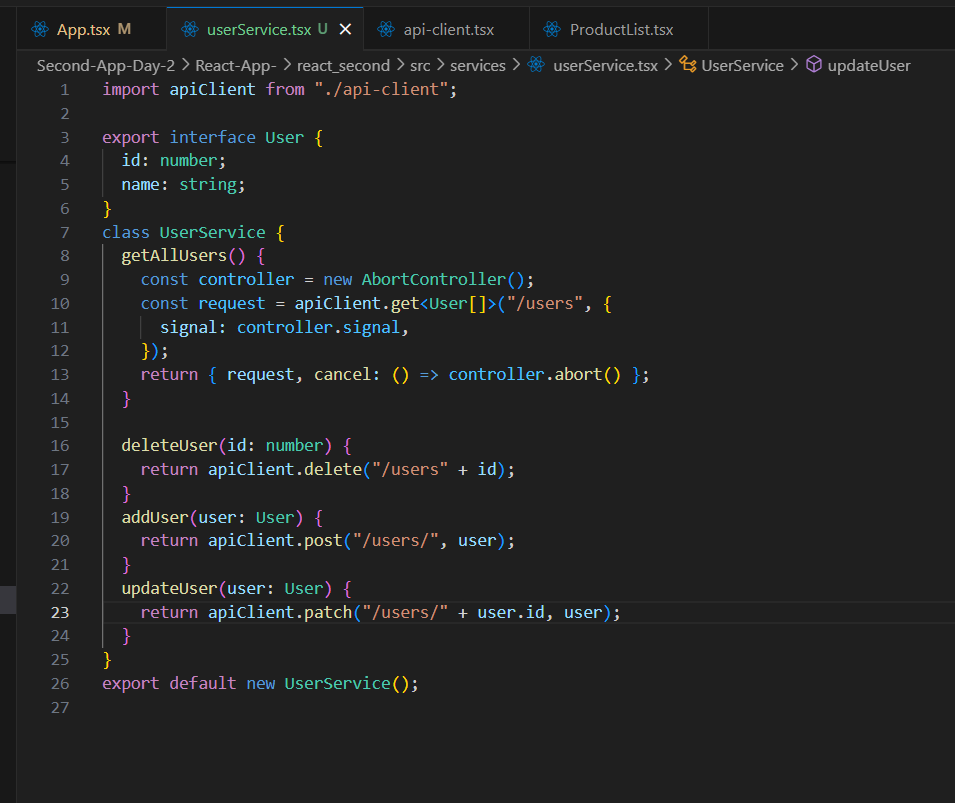 App.tsx M userService.tsx U × api-client.tsx ProductList.tsx
Second-App-Day-2 > React-App- > react_second > src > services > userService.tsx > UserService > updateUser
1 import apiClient from "./api-client";
2
3 export interface User {
4   id: number;
5   name: string;
6 }
7 class UserService {
8   getAllUsers() {
9     const controller = new AbortController();
10     const request = apiClient.get<User[]>("/users", {
11       signal: controller.signal,
12     });
13     return { request, cancel: () => controller.abort() };
14   }
15
16   deleteUser(id: number) {
17     return apiClient.delete("/users" + id);
18   }
19   addUser(user: User) {
20     return apiClient.post("/users/", user);
21   }
22   updateUser(user: User) {
23     return apiClient.patch("/users/" + user.id, user);
24   }
25 }
26 export default new UserService();
27